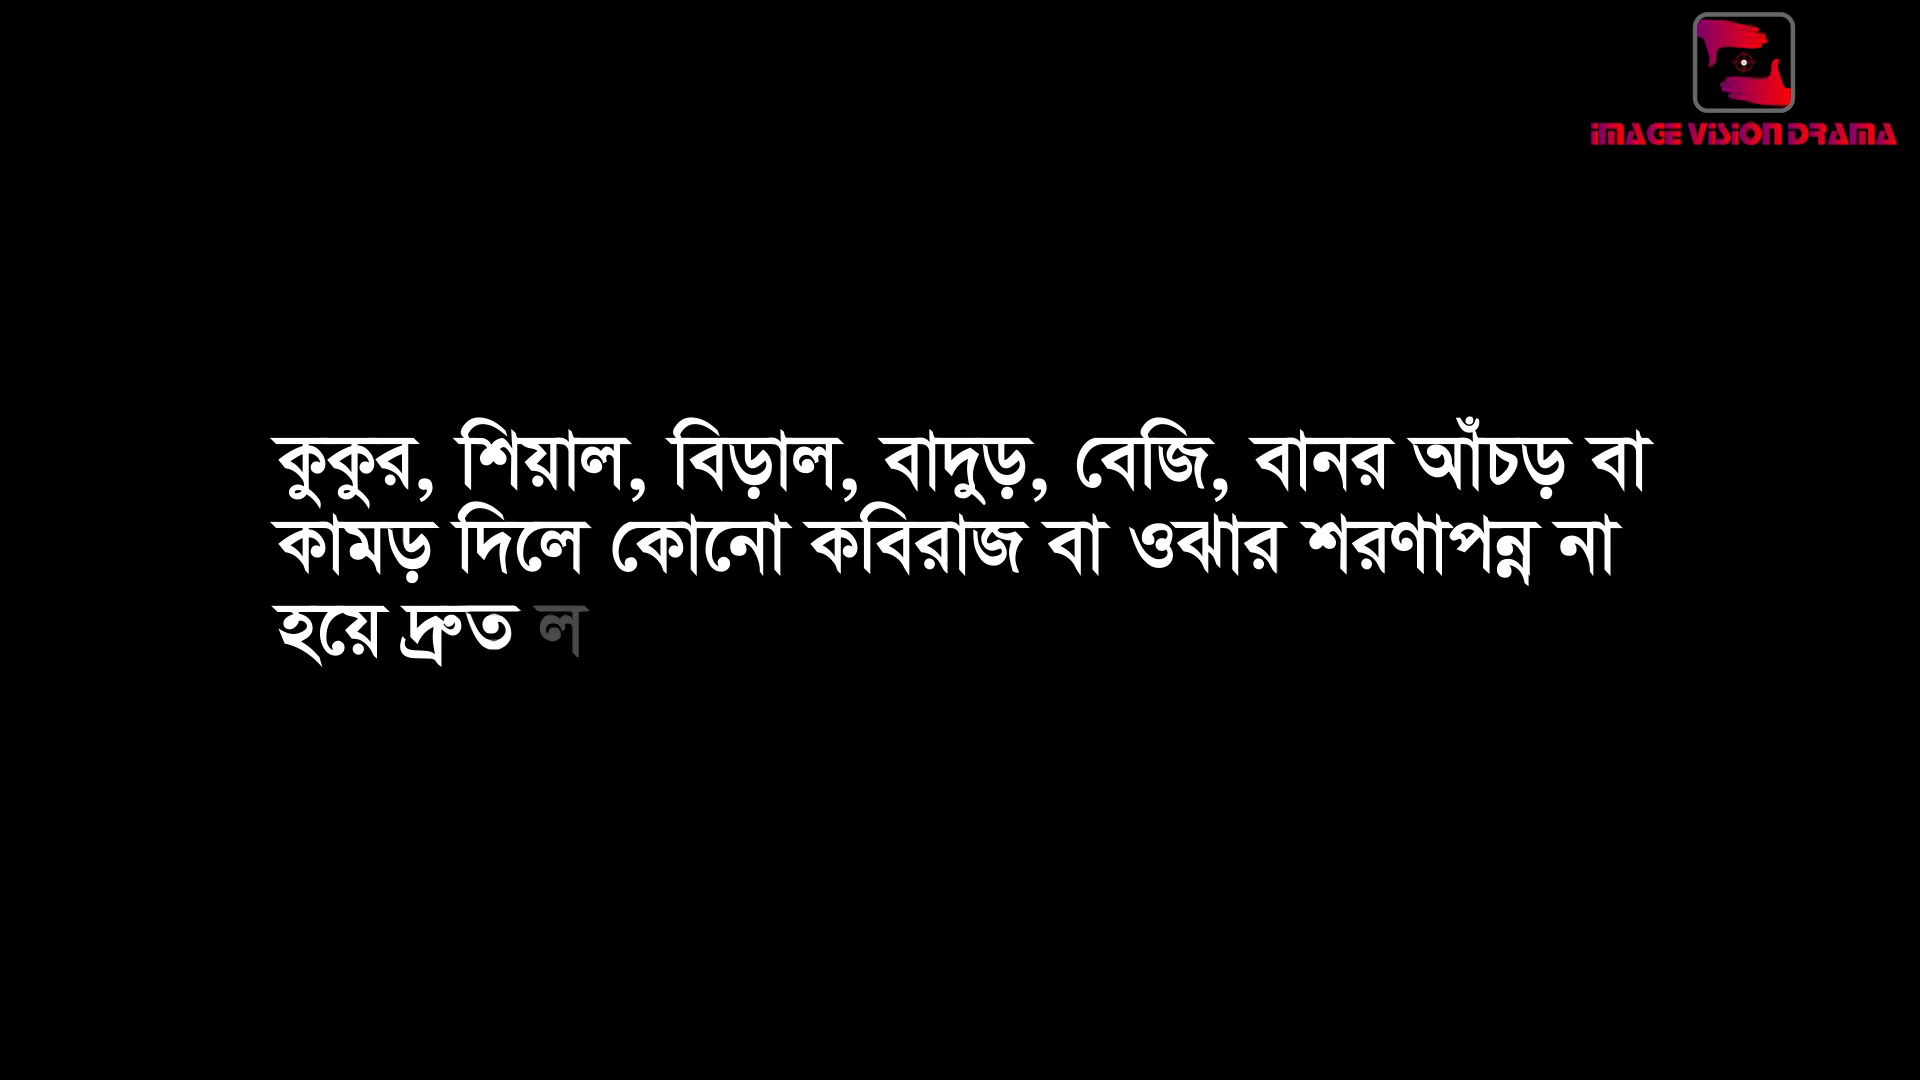 IMAGE VISION DRAMA
কুকুর, শিয়াল, বিড়াল, বাদুড়, বেজি, বানর আঁচড় বা
কামড় দিলে কোনো কবিরাজ বা ওঝার শরণাপন্ন না
হয়ে দ্রুত ল